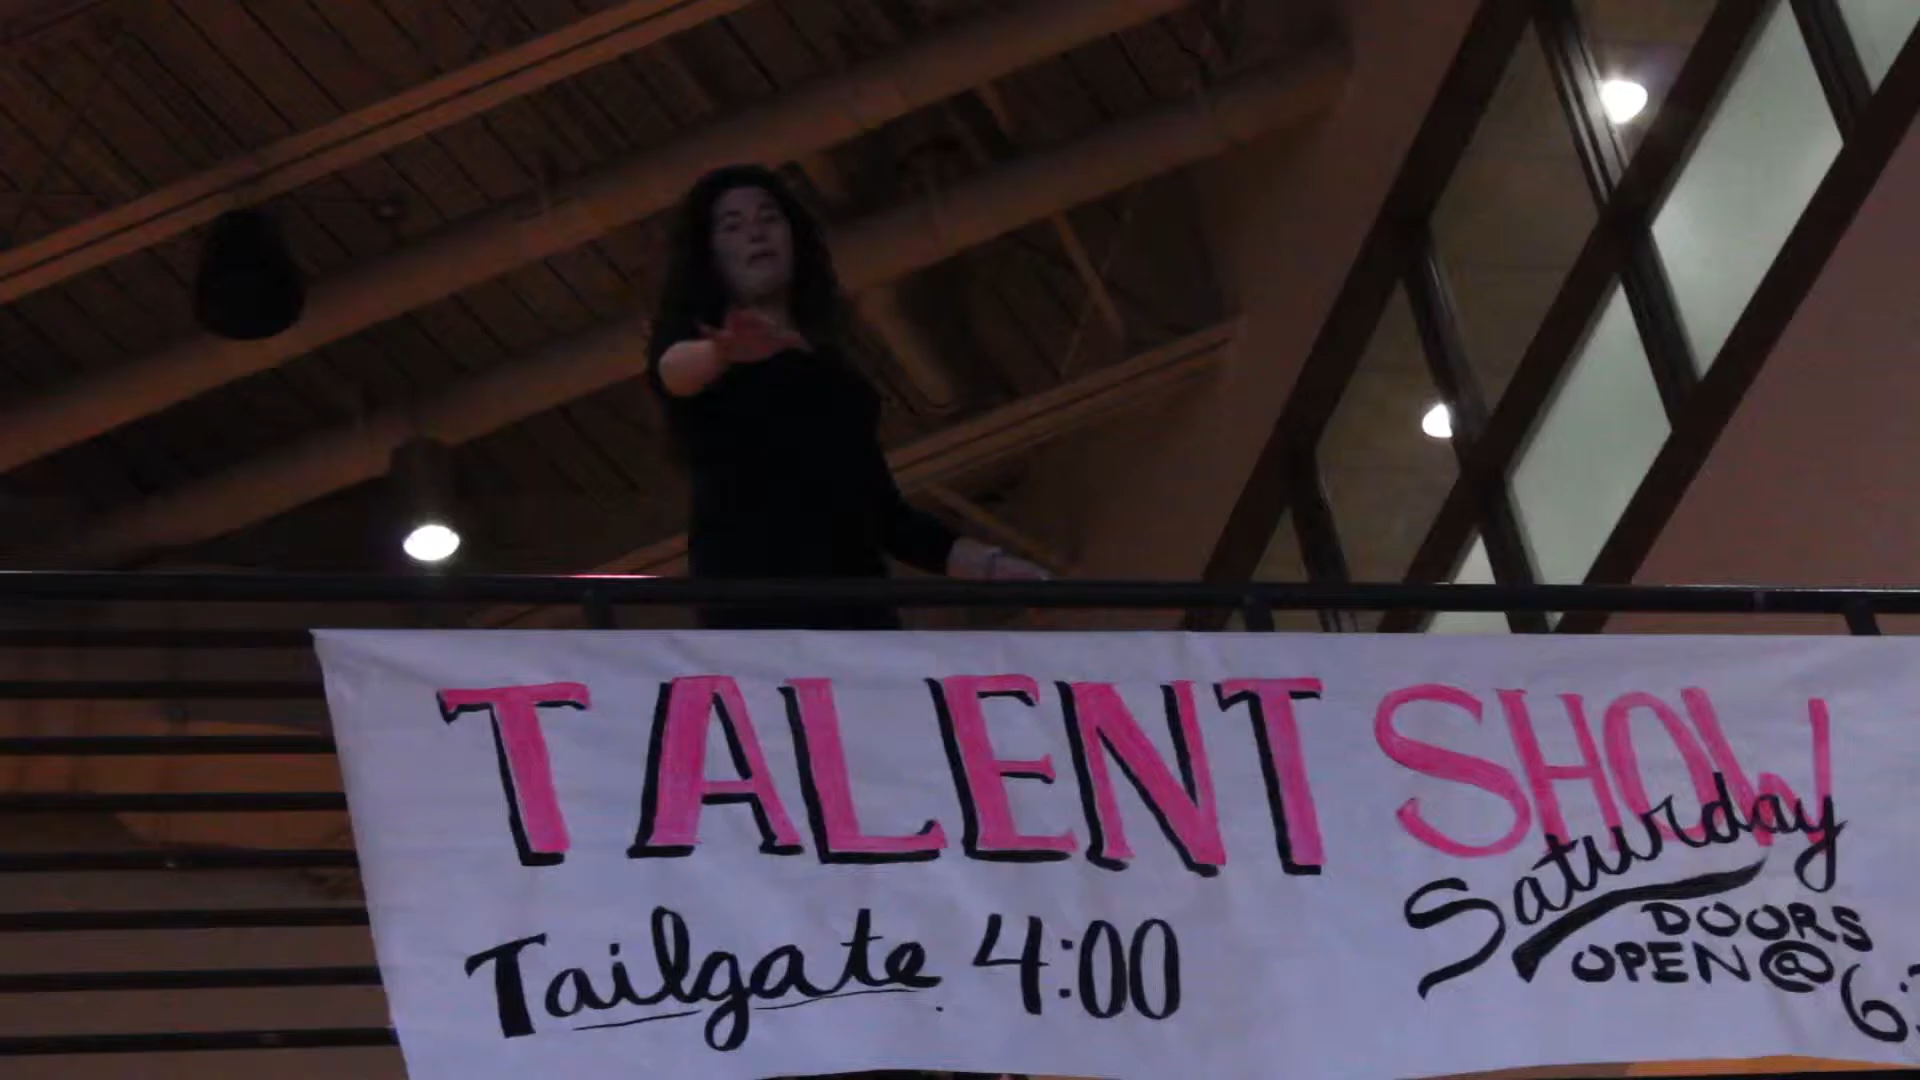 TALENT SHOW
Saturday
Tailgate 4:00
DOORS
OPEN @